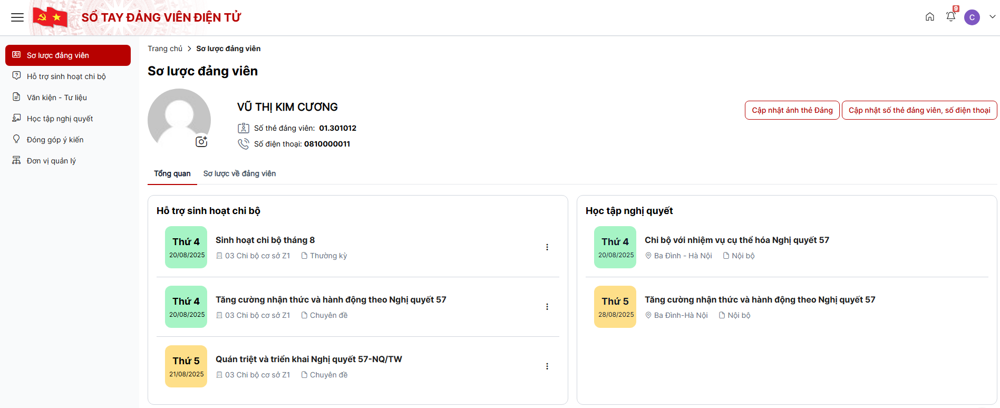 SỔ TAY ĐẢNG VIÊN ĐIỆN TỬ
9
C
Sơ lược đảng viên
Hỗ trợ sinh hoạt chi bộ
Văn kiện - Tư liệu
Học tập nghị quyết
Đóng góp ý kiến
Đơn vị quản lý
Trang chủ > Sơ lược đảng viên
Sơ lược đảng viên
VŨ THỊ KIM CƯƠNG
Số thẻ đảng viên: 01.301012
Số điện thoại: 0810000011
Cập nhật ảnh thẻ Đảng
Cập nhật số thẻ đảng viên, số điện thoại
Tổng quan
Sơ lược về đảng viên
Hỗ trợ sinh hoạt chi bộ
Thứ 4
20/08/2025
Sinh hoạt chi bộ tháng 8
03 Chi bộ cơ sở Z1 Thường kỳ
Thứ 4
20/08/2025
Tăng cường nhận thức và hành động theo Nghị quyết 57
03 Chi bộ cơ sở Z1 Chuyên đề
Thứ 5
21/08/2025
Quán triệt và triển khai Nghị quyết 57-NQ/TW
03 Chi bộ cơ sở Z1 Chuyên đề
Học tập nghị quyết
Thứ 4
20/08/2025
Chi bộ với nhiệm vụ cụ thể hóa Nghị quyết 57
Ba Đình - Hà Nội Nội bộ
Thứ 5
28/08/2025
Tăng cường nhận thức và hành động theo Nghị quyết 57
Ba Đình-Hà Nội Nội bộ